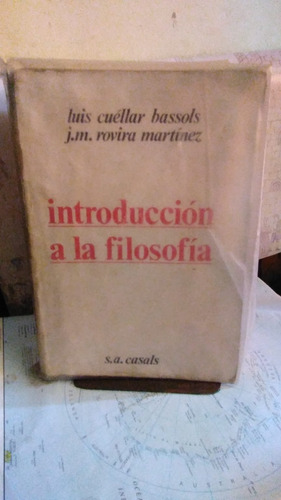 luis cuéllar bassols
j.m. rovira martínez
introducción
a la filosofía
s.a. casals